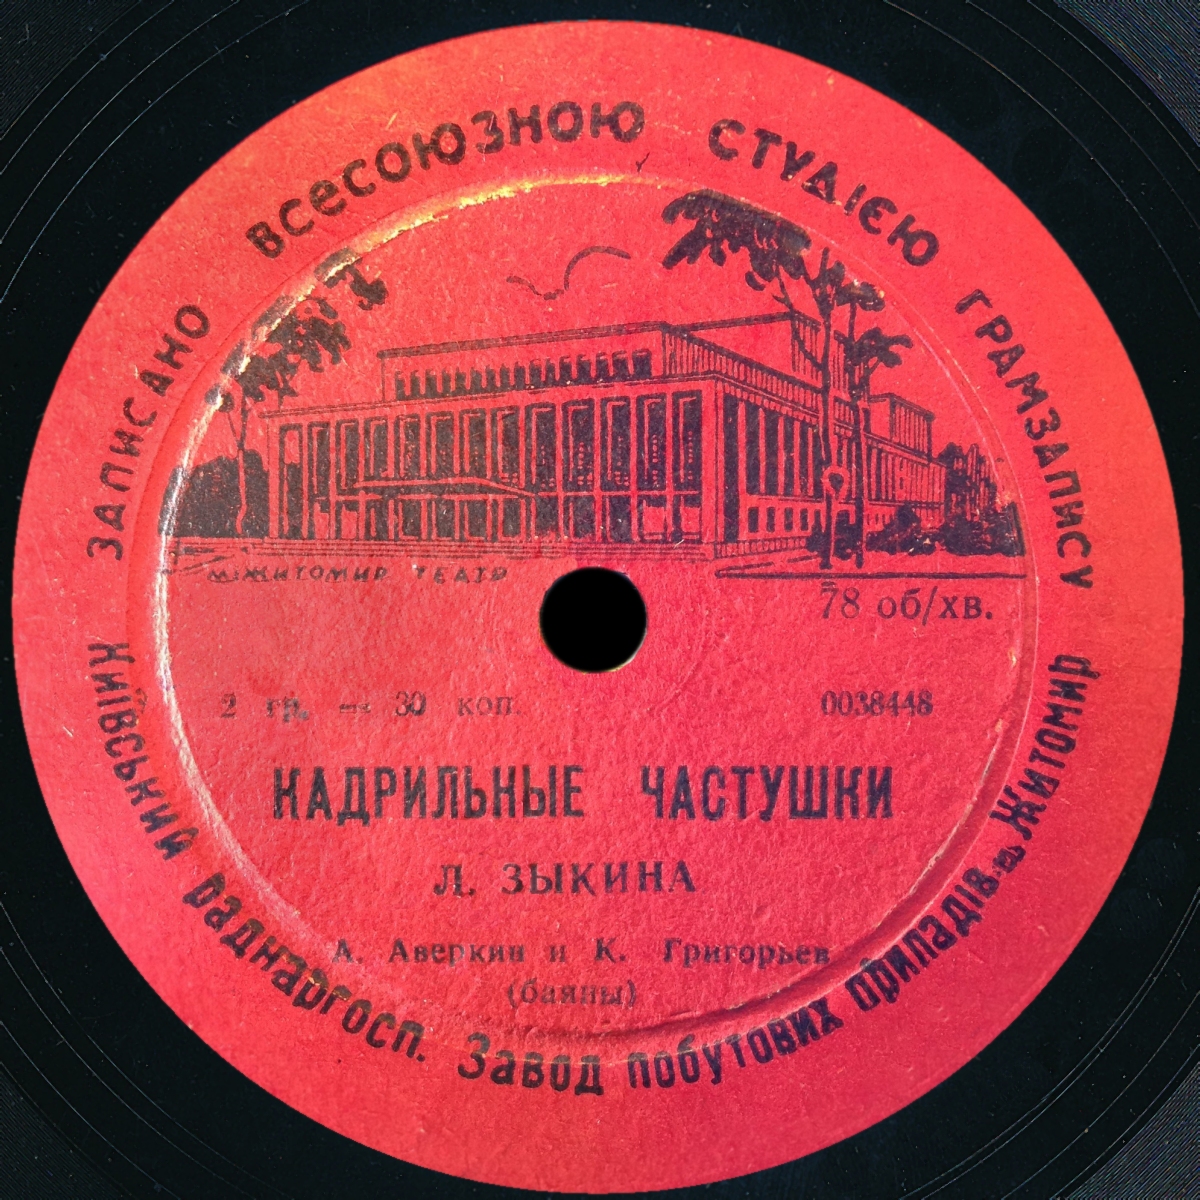 ЗАПИСАНО ВСЕСОЮЗНОЮ СТУДІЄЮ ГРАМЗАПИСУ
М.ЖИТОМИР ТЕАТР
78 об/хв.
2 гр. — 30 коп.
0038448
КАДРИЛЬНЫЕ ЧАСТУШКИ
Л. ЗЫКИНА
А. Аверкин и К. Григорьев
(баяны)
Київський раднаргосп. Завод побутових приладів. м. Житомир